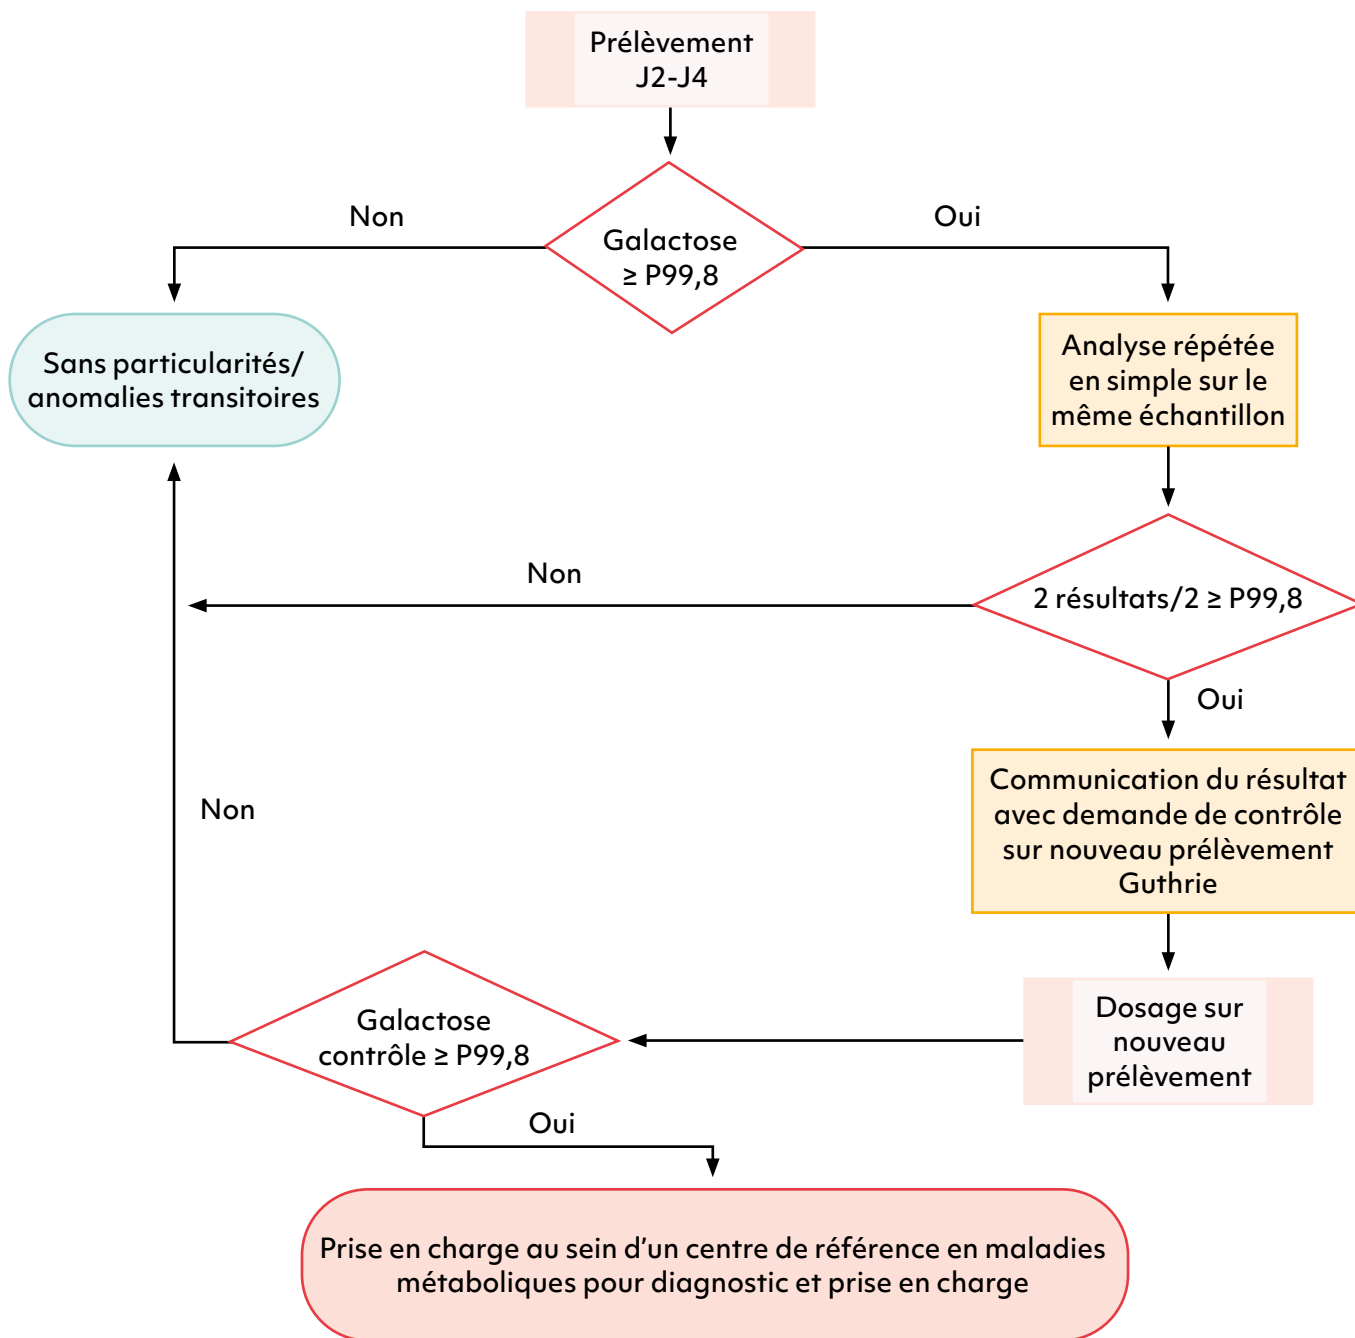 Prélèvement
J2-J4
Non
Oui
Galactose
≥ P99,8
Sans particularités/
anomalies transitoires
Analyse répétée
en simple sur le
même échantillon
Non
2 résultats/2 ≥ P99,8
Oui
Communication du résultat
avec demande de contrôle
sur nouveau prélèvement
Guthrie
Non
Dosage sur
nouveau
prélèvement
Galactose
contrôle ≥ P99,8
Oui
Prise en charge au sein d’un centre de référence en maladies
métaboliques pour diagnostic et prise en charge